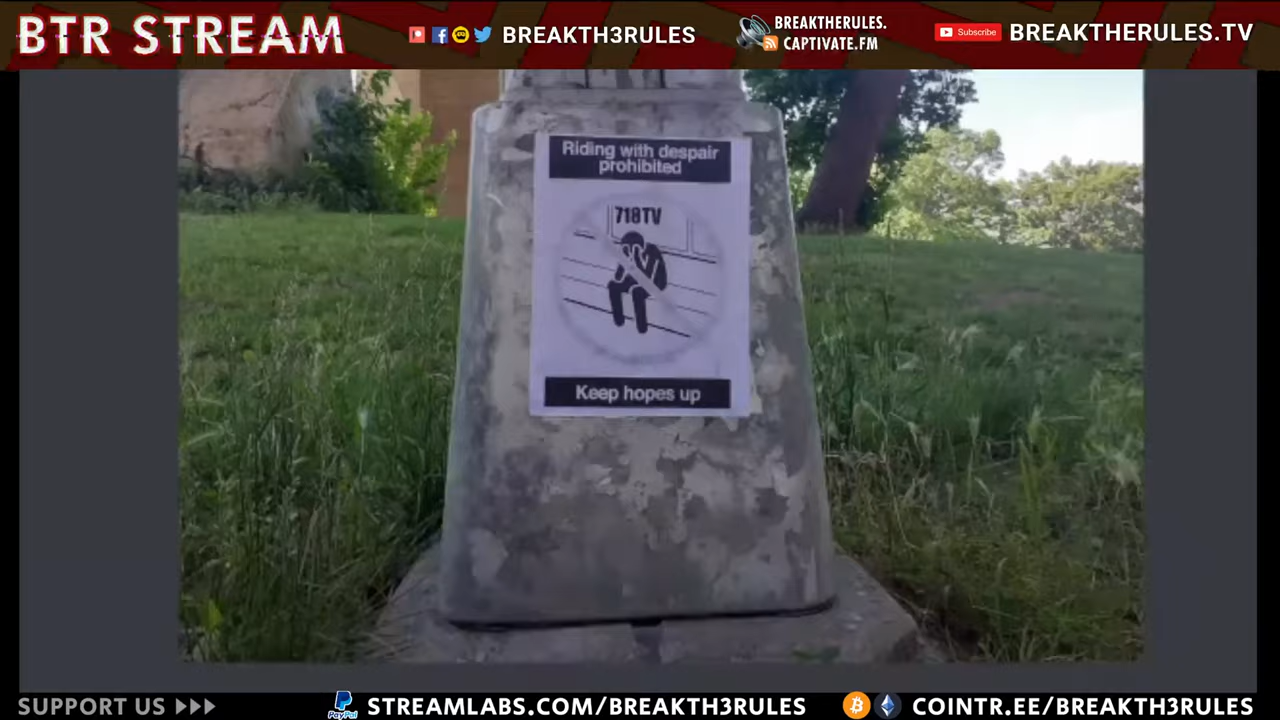 BTR STREAM
BREAKTH3RULES
BREAKTHERULES.
CAPTIVATE.FM
Subscribe
BREAKTHERULES.TV
Riding with despair
prohibited
718TV
Keep hopes up
SUPPORT US
PayPal
STREAMLABS.COM/BREAKTH3RULES
COINTR.EE/BREAKTH3RULES